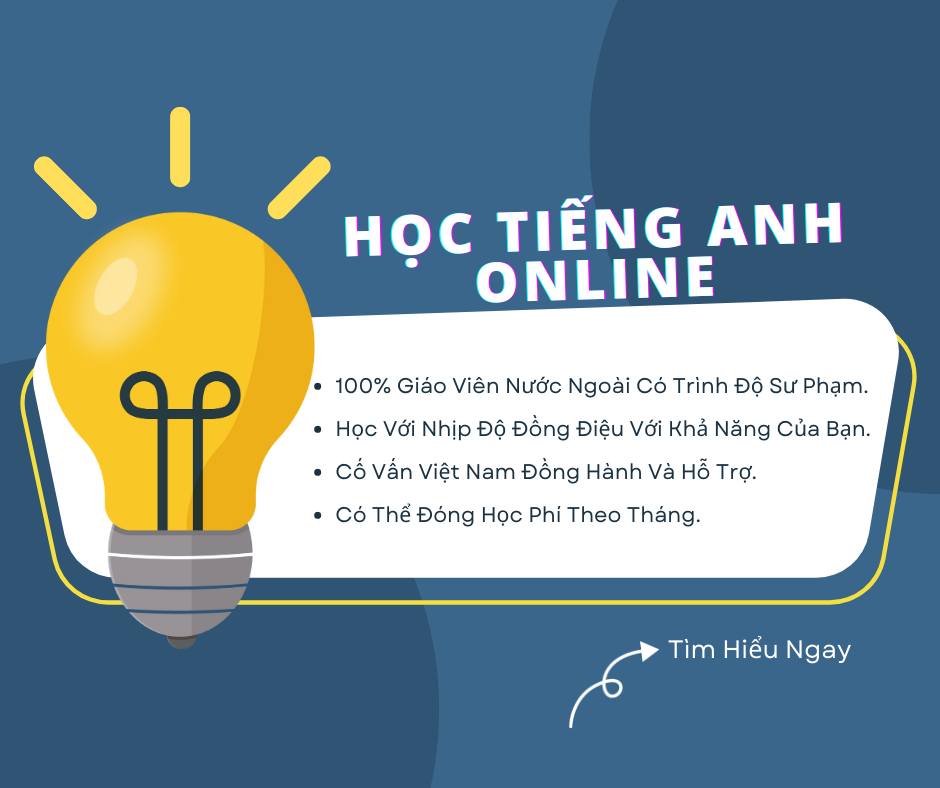 HỌC TIẾNG ANH
ONLINE
• 100% Giáo Viên Nước Ngoài Có Trình Độ Sư Phạm.
• Học Với Nhịp Độ Đồng Điệu Với Khả Năng Của Bạn.
• Cố Vấn Việt Nam Đồng Hành Và Hỗ Trợ.
• Có Thể Đóng Học Phí Theo Tháng.
Tìm Hiểu Ngay